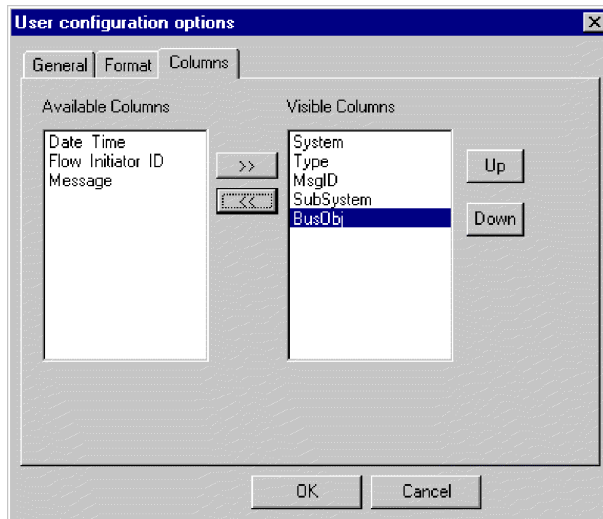 User configuration options
General Format Columns
Available Columns Visible Columns
Date Time
Flow Initiator ID
Message
>>
<<
System
Type
MsgID
SubSystem
BusObj
Up
Down
OK Cancel